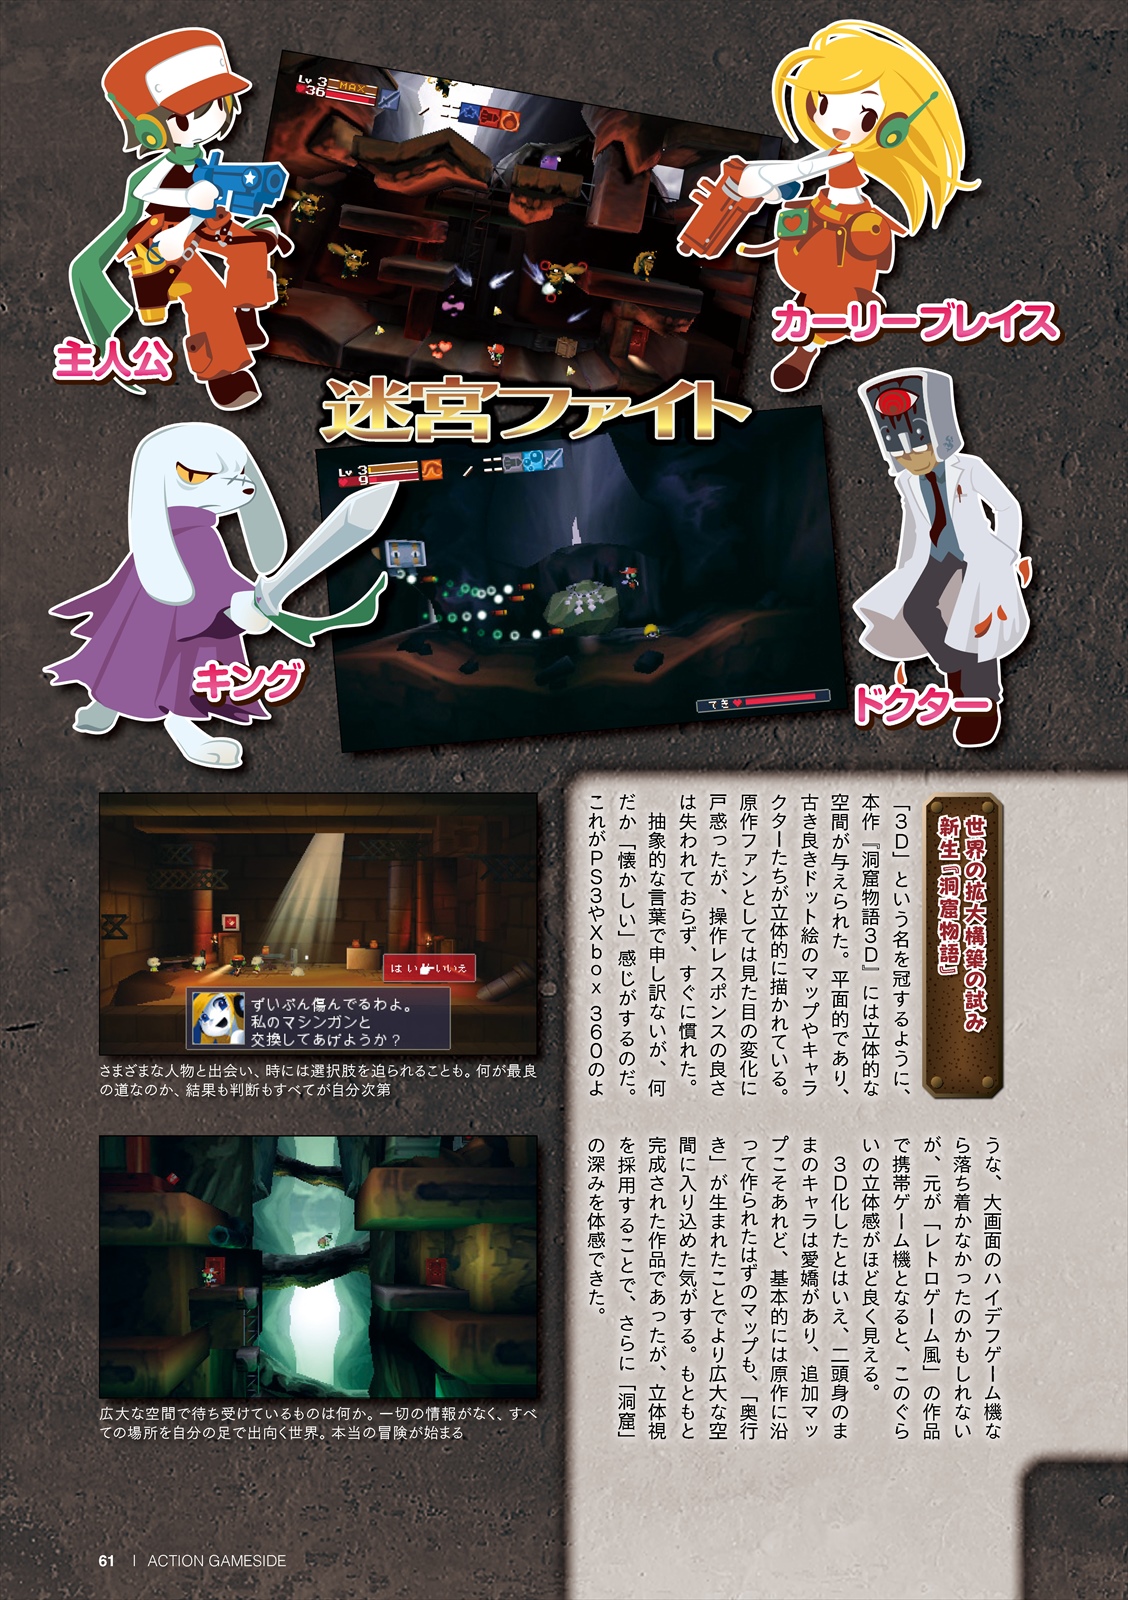 主人公
カーリーブレイス
迷宮ファイト
キング
ドクター
Lv 3 MAX
36
Lv 3
9
てき
世界の拡大構築の試み
新生『洞窟物語』
「3D」という名を冠するように、
本作『洞窟物語3D』には立体的な
空間が与えられた。平面的であり、
古き良きドット絵のマップやキャラ
クターたちが立体的に描かれている。
原作ファンとしては見た目の変化に
戸惑ったが、操作レスポンスの良さ
は失われておらず、すぐに慣れた。
抽象的な言葉で申し訳ないが、何
だか「懐かしい」感じがするのだ。
これがPS3やXbox 360のよ
うな、大画面のハイデフゲーム機な
ら落ち着かなかったのかもしれない
が、元が「レトロゲーム風」の作品
で携帯ゲーム機となると、このぐら
いの立体感がほど良く見える。
3D化したとはいえ、二頭身のま
まのキャラは愛嬌があり、追加マッ
プこそあれど、基本的には原作に沿
って作られたはずのマップも、「奥行
き」が生まれたことでより広大な空
間に入り込めた気がする。もともと
完成された作品であったが、立体視
を採用することで、さらに「洞窟」
の深みを体感できた。
はい いいえ
ずいぶん傷んでるわよ。
私のマシンガンと
交換してあげようか?
さまざまな人物と出会い、時には選択肢を迫られることも。何が最良
の道なのか、結果も判断もすべてが自分次第
広大な空間で待ち受けているものは何か。一切の情報がなく、すべ
ての場所を自分の足で出向く世界。本当の冒険が始まる
61 | ACTION GAMESIDE